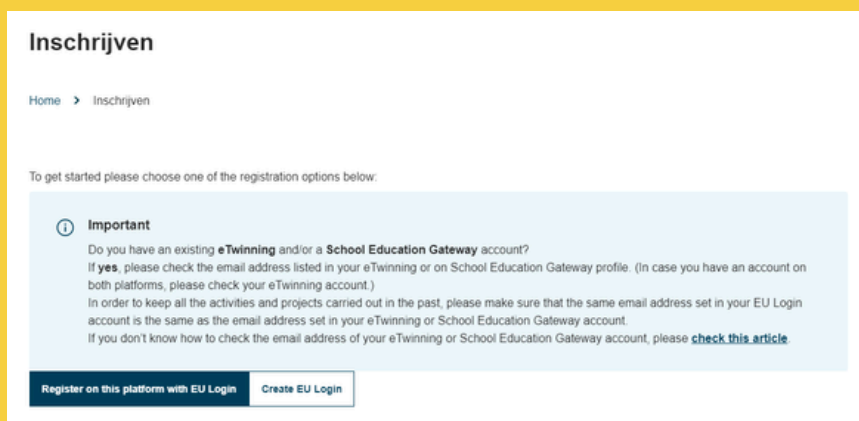 Inschrijven
Home > Inschrijven
To get started please choose one of the registration options below:
Important
Do you have an existing eTwinning and/or a School Education Gateway account?
If yes, please check the email address listed in your eTwinning or on School Education Gateway profile. (In case you have an account on
both platforms, please check your eTwinning account.)
In order to keep all the activities and projects carried out in the past, please make sure that the same email address set in your EU Login
account is the same as the email address set in your eTwinning or School Education Gateway account.
If you don't know how to check the email address of your eTwinning or School Education Gateway account, please check this article.
Register on this platform with EU Login Create EU Login